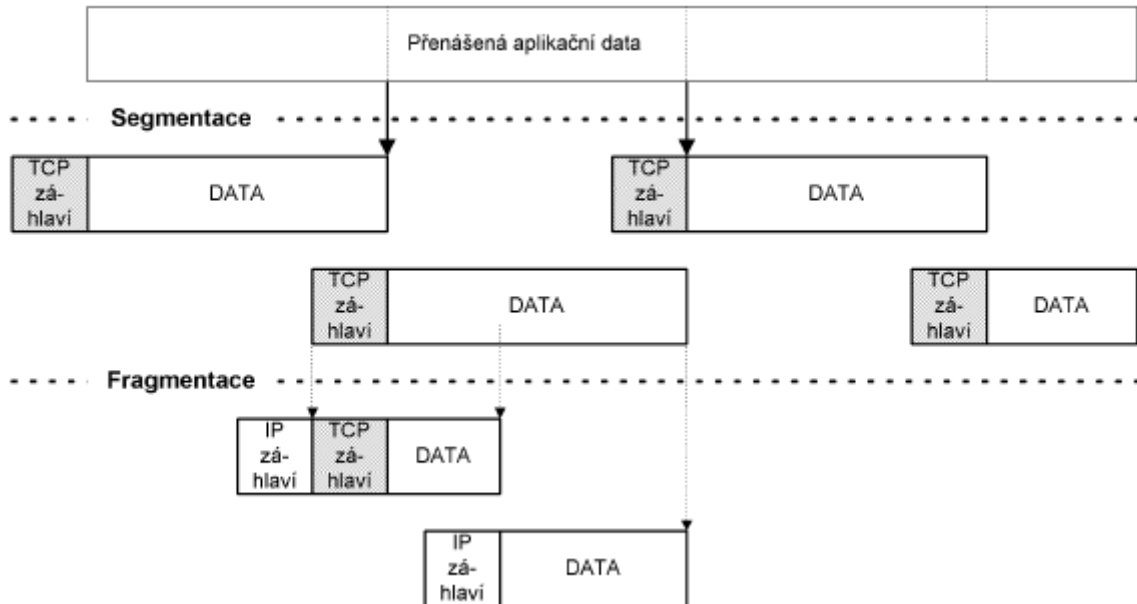 Přenášená aplikační data
Segmentace
TCP
zá-
hlaví
DATA
TCP
zá-
hlaví
DATA
TCP
zá-
hlaví
DATA
TCP
zá-
hlaví
DATA
Fragmentace
IP
zá-
hlaví
TCP
zá-
hlaví
DATA
IP
zá-
hlaví
DATA